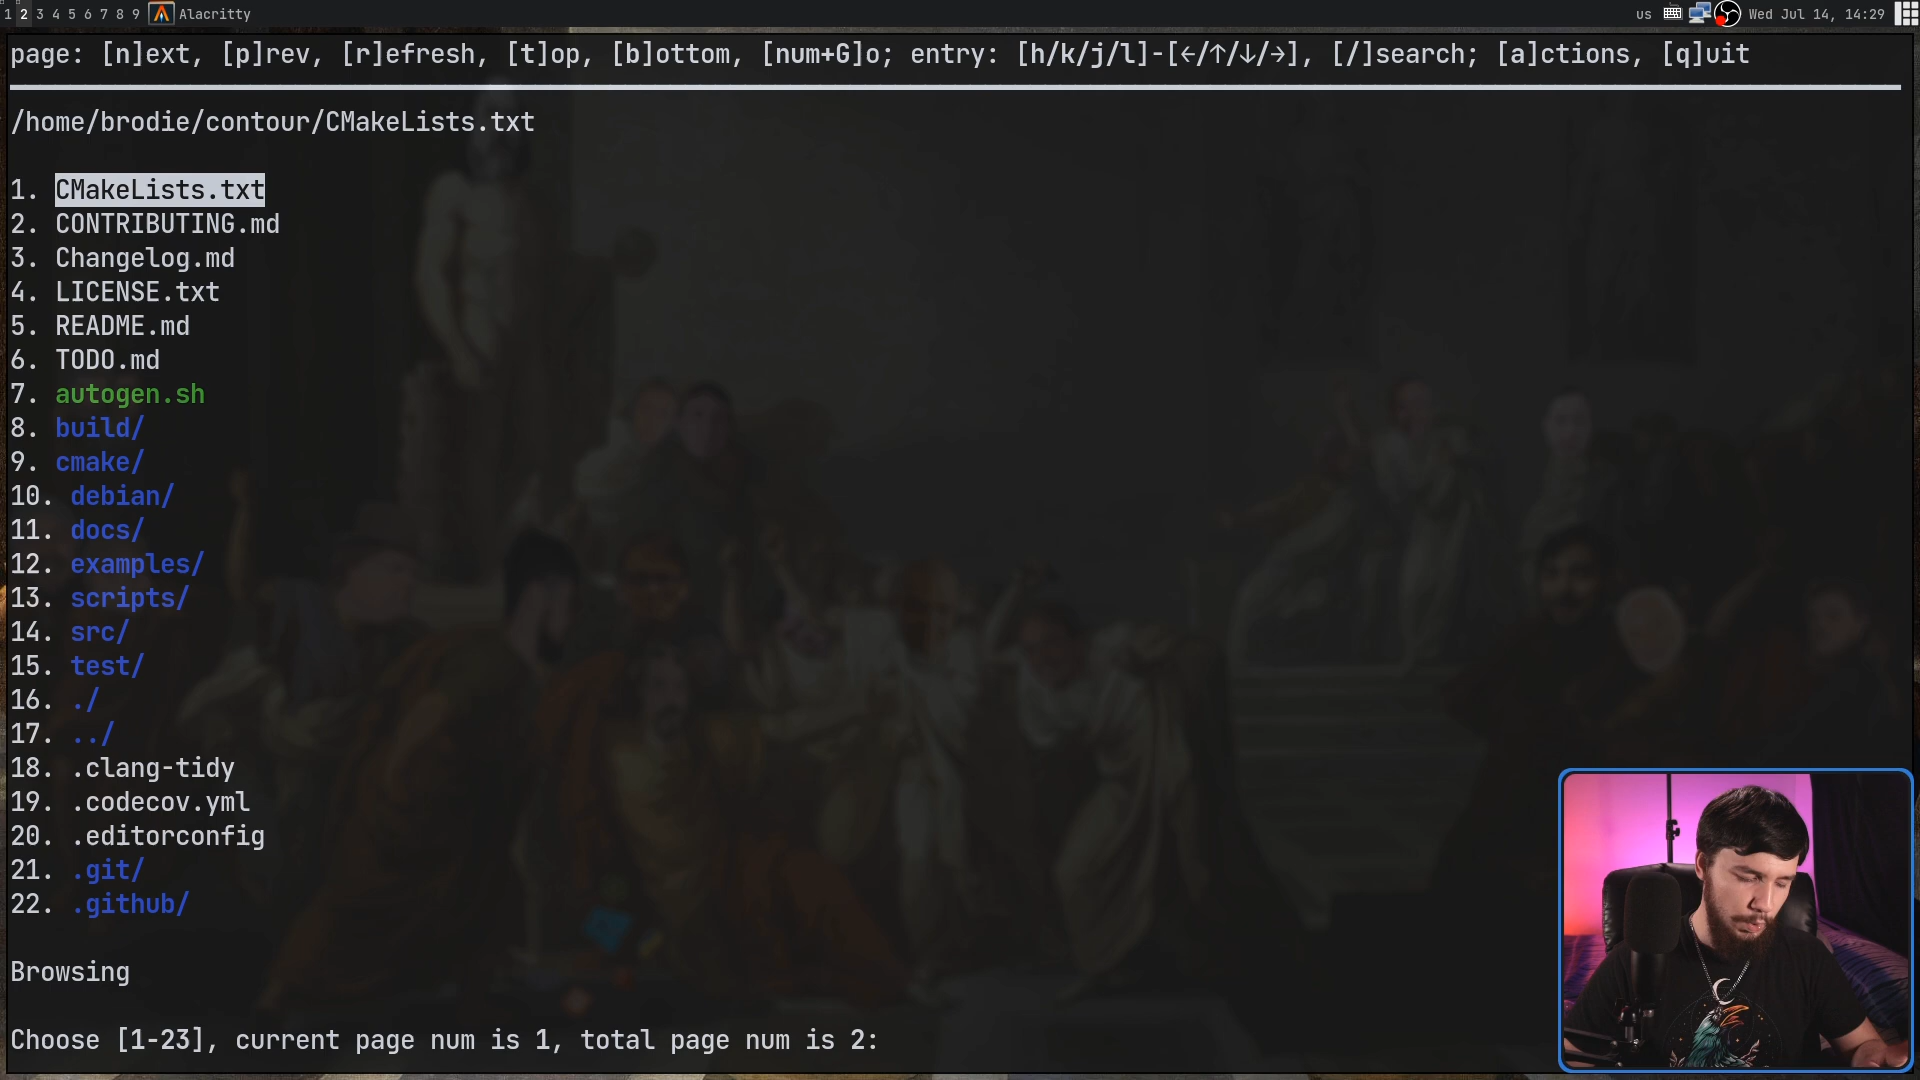 1 2 3 4 5 6 7 8 9 Alacritty us Wed Jul 14, 14:29
page: [n]ext, [p]rev, [r]efresh, [t]op, [b]ottom, [num+G]o; entry: [h/k/j/l]-[←/↑/↓/→], [/]search; [a]ctions, [q]uit
/home/brodie/contour/CMakeLists.txt
1. CMakeLists.txt
2. CONTRIBUTING.md
3. Changelog.md
4. LICENSE.txt
5. README.md
6. TODO.md
7. autogen.sh
8. build/
9. cmake/
10. debian/
11. docs/
12. examples/
13. scripts/
14. src/
15. test/
16. ./
17. ../
18. .clang-tidy
19. .codecov.yml
20. .editorconfig
21. .git/
22. .github/
Browsing
Choose [1-23], current page num is 1, total page num is 2: